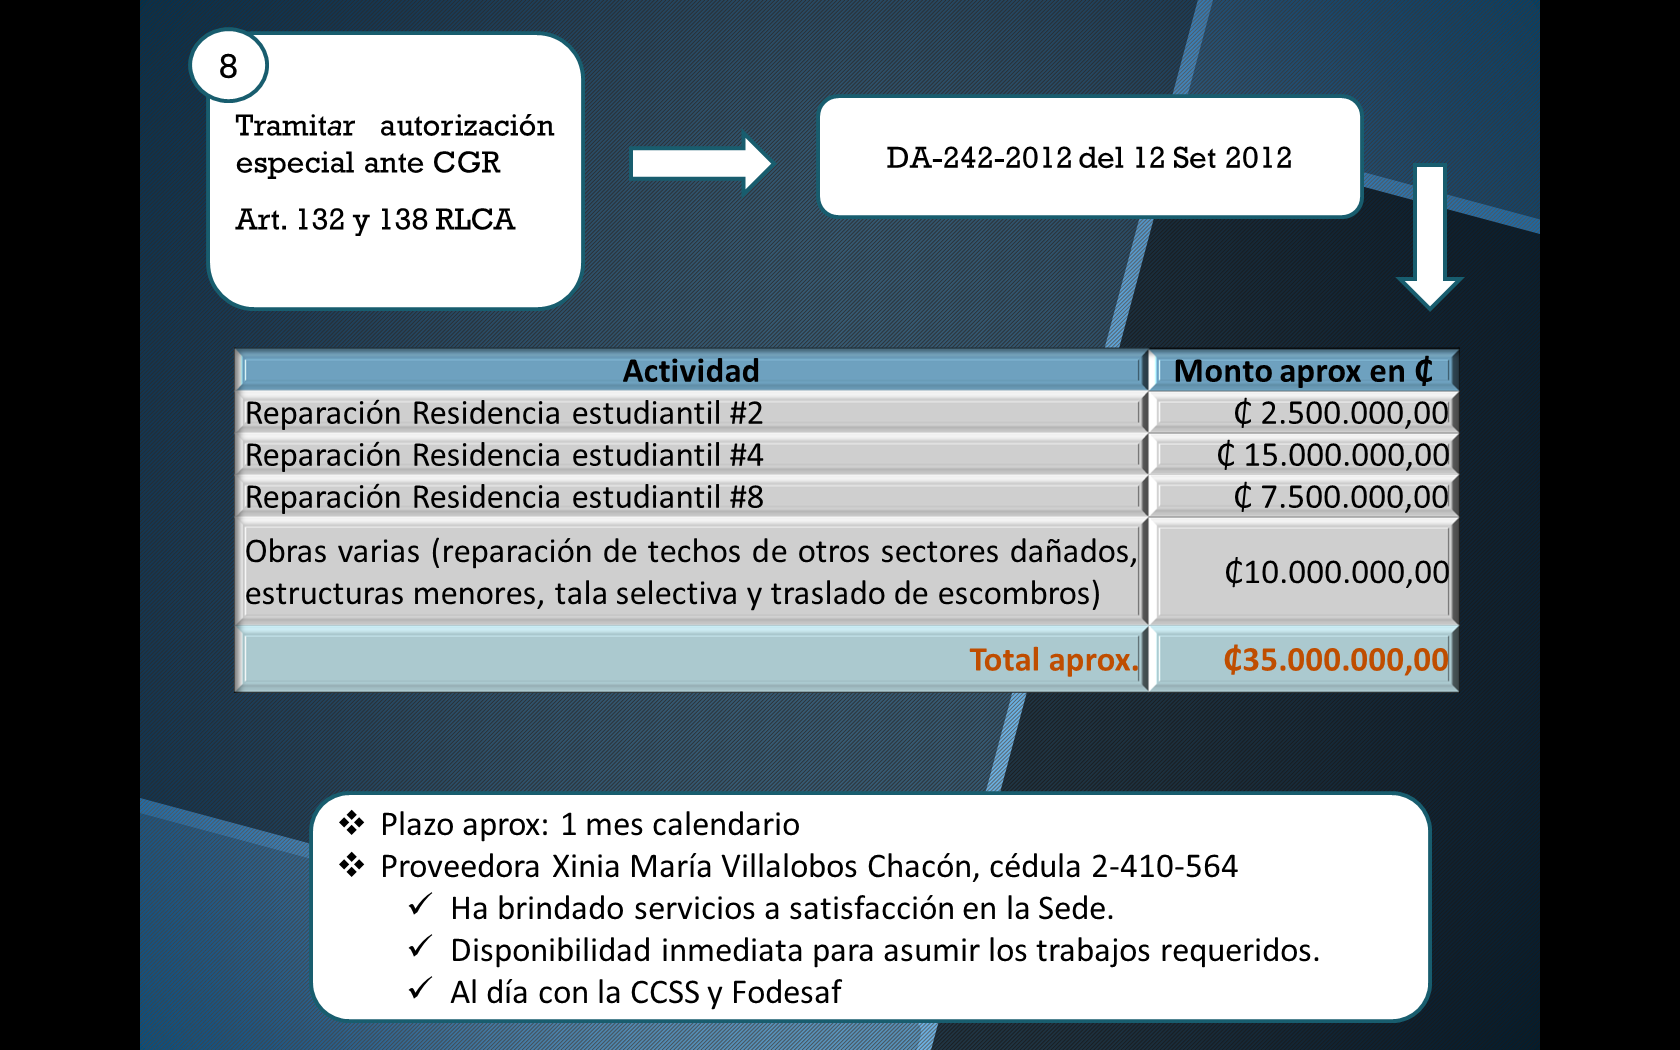 8
Tramitar autorización
especial ante CGR
Art. 132 y 138 RLCA
DA-242-2012 del 12 Set 2012
Actividad Monto aprox en ₡
Reparación Residencia estudiantil #2 ₡ 2.500.000,00
Reparación Residencia estudiantil #4 ₡ 15.000.000,00
Reparación Residencia estudiantil #8 ₡ 7.500.000,00
Obras varias (reparación de techos de otros sectores dañados,
estructuras menores, tala selectiva y traslado de escombros) ₡10.000.000,00
Total aprox. ₡35.000.000,00
❖ Plazo aprox: 1 mes calendario
❖ Proveedora Xinia María Villalobos Chacón, cédula 2-410-564
✓ Ha brindado servicios a satisfacción en la Sede.
✓ Disponibilidad inmediata para asumir los trabajos requeridos.
✓ Al día con la CCSS y Fodesaf